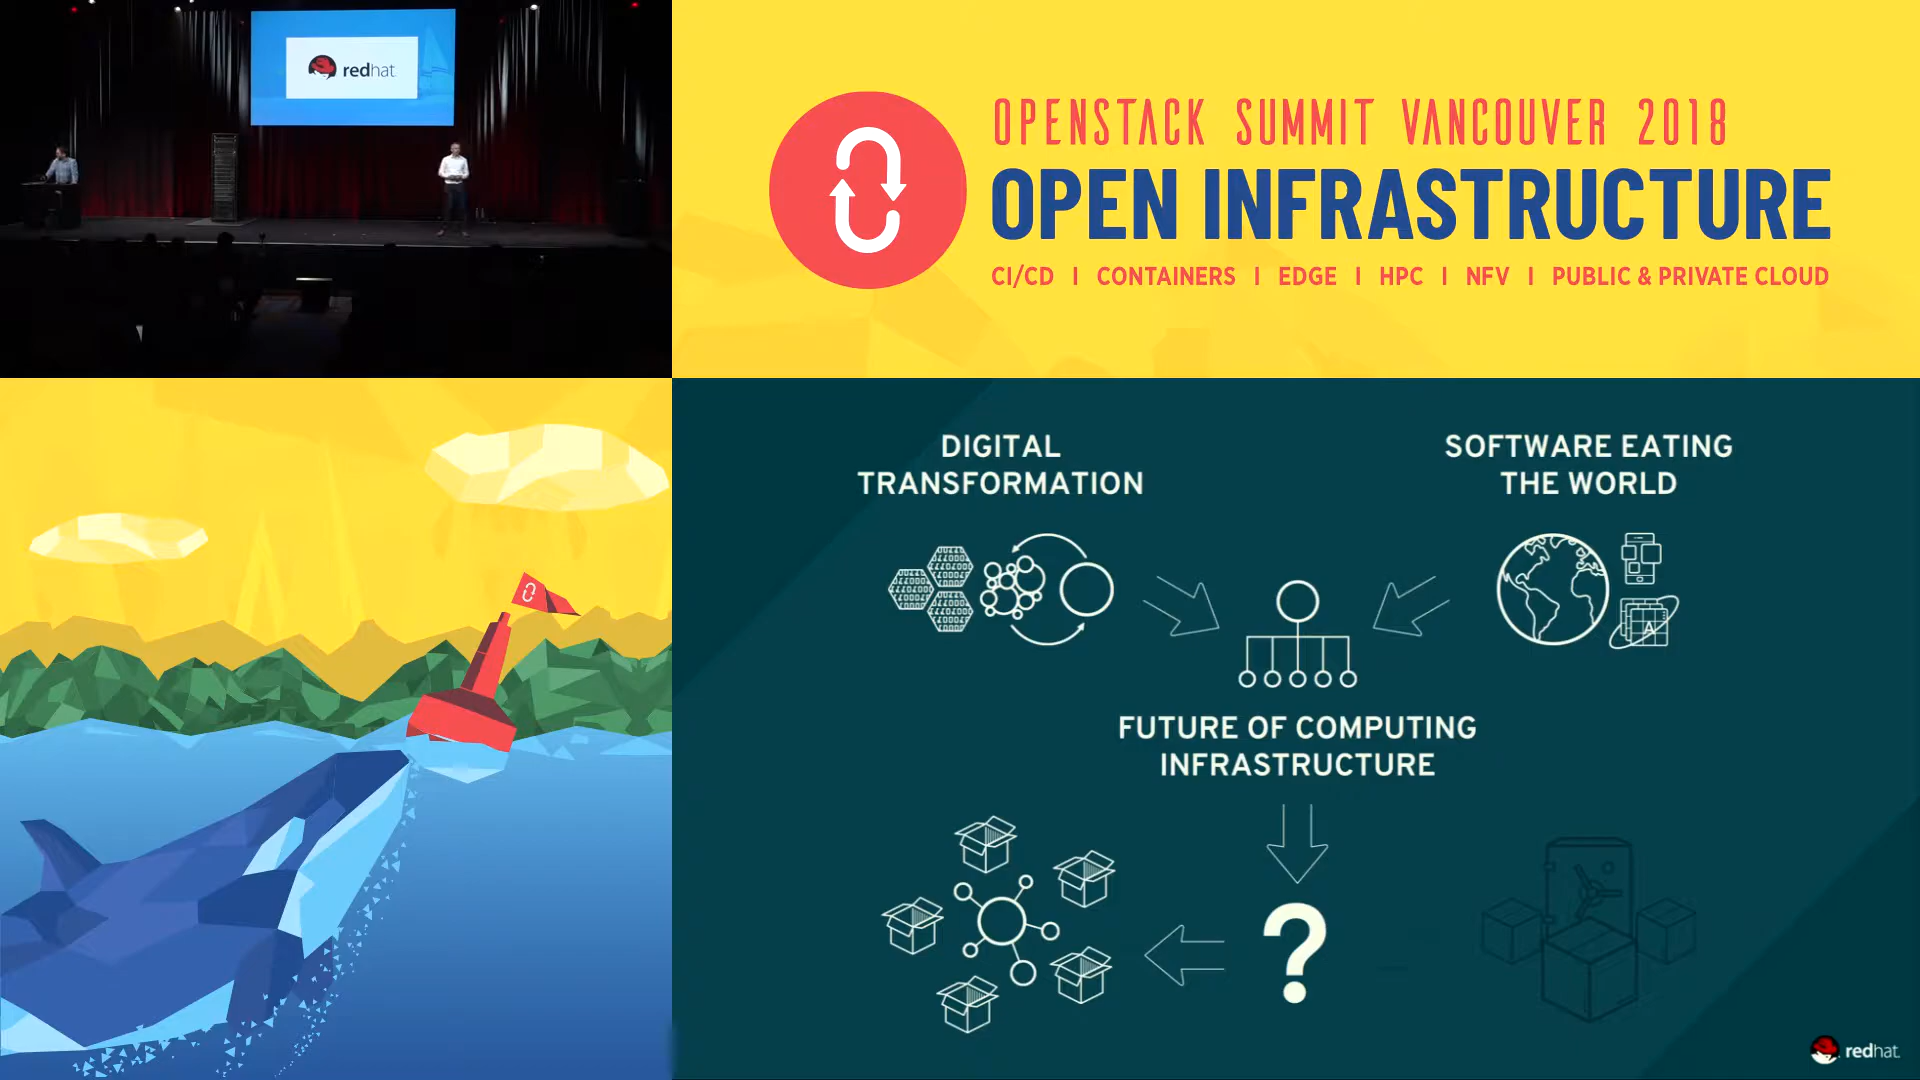 redhat
OPENSTACK SUMMIT VANCOUVER 2018
OPEN INFRASTRUCTURE
CI/CD I CONTAINERS I EDGE I HPC I NFV I PUBLIC & PRIVATE CLOUD
DIGITAL
TRANSFORMATION
SOFTWARE EATING
THE WORLD
A
FUTURE OF COMPUTING
INFRASTRUCTURE
?
redhat